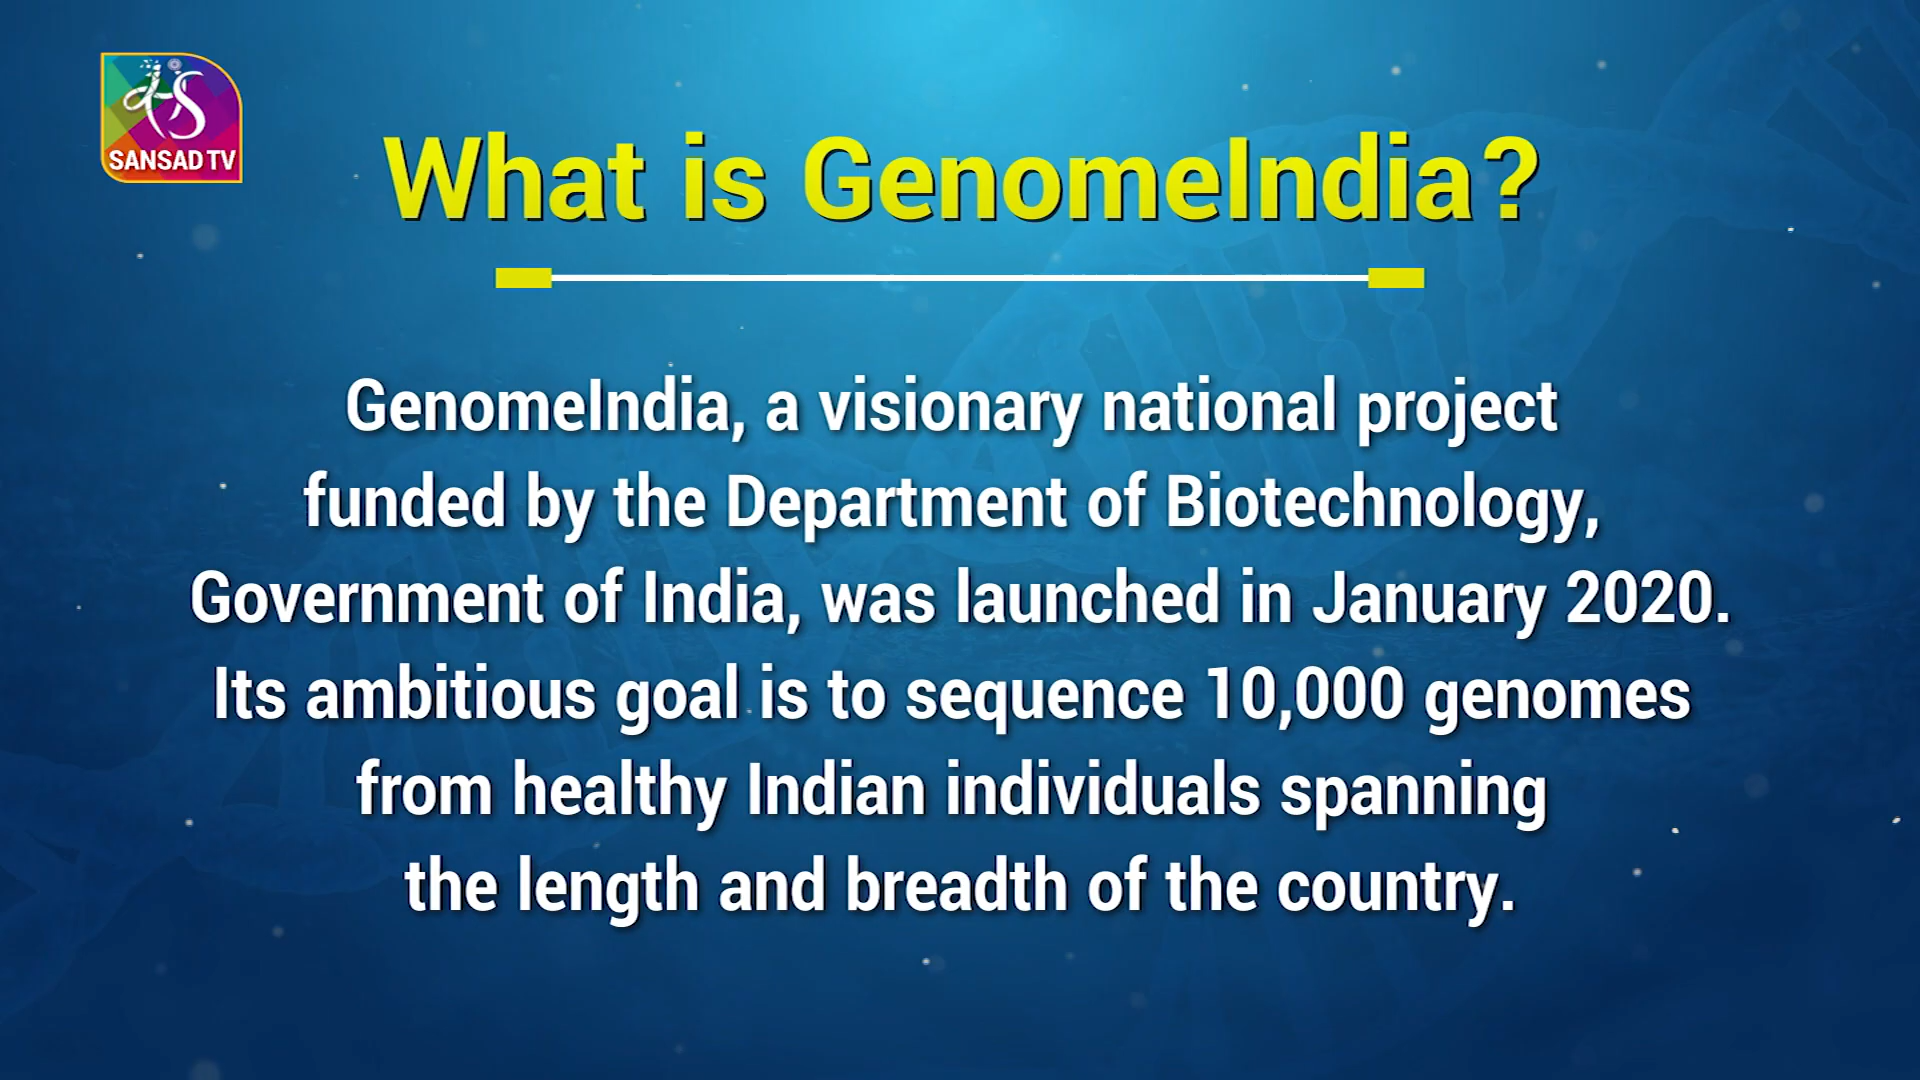 SANSAD TV
What is GenomeIndia?
GenomeIndia, a visionary national project
funded by the Department of Biotechnology,
Government of India, was launched in January 2020.
Its ambitious goal is to sequence 10,000 genomes
from healthy Indian individuals spanning
the length and breadth of the country.